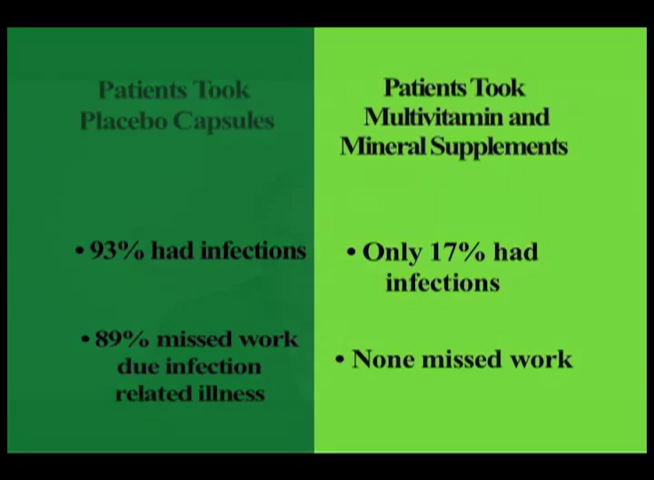 Patients Took
Placebo Capsules
• 93% had infections
• 89% missed work
due infection
related illness
Patients Took
Multivitamin and
Mineral Supplements
• Only 17% had
infections
• None missed work